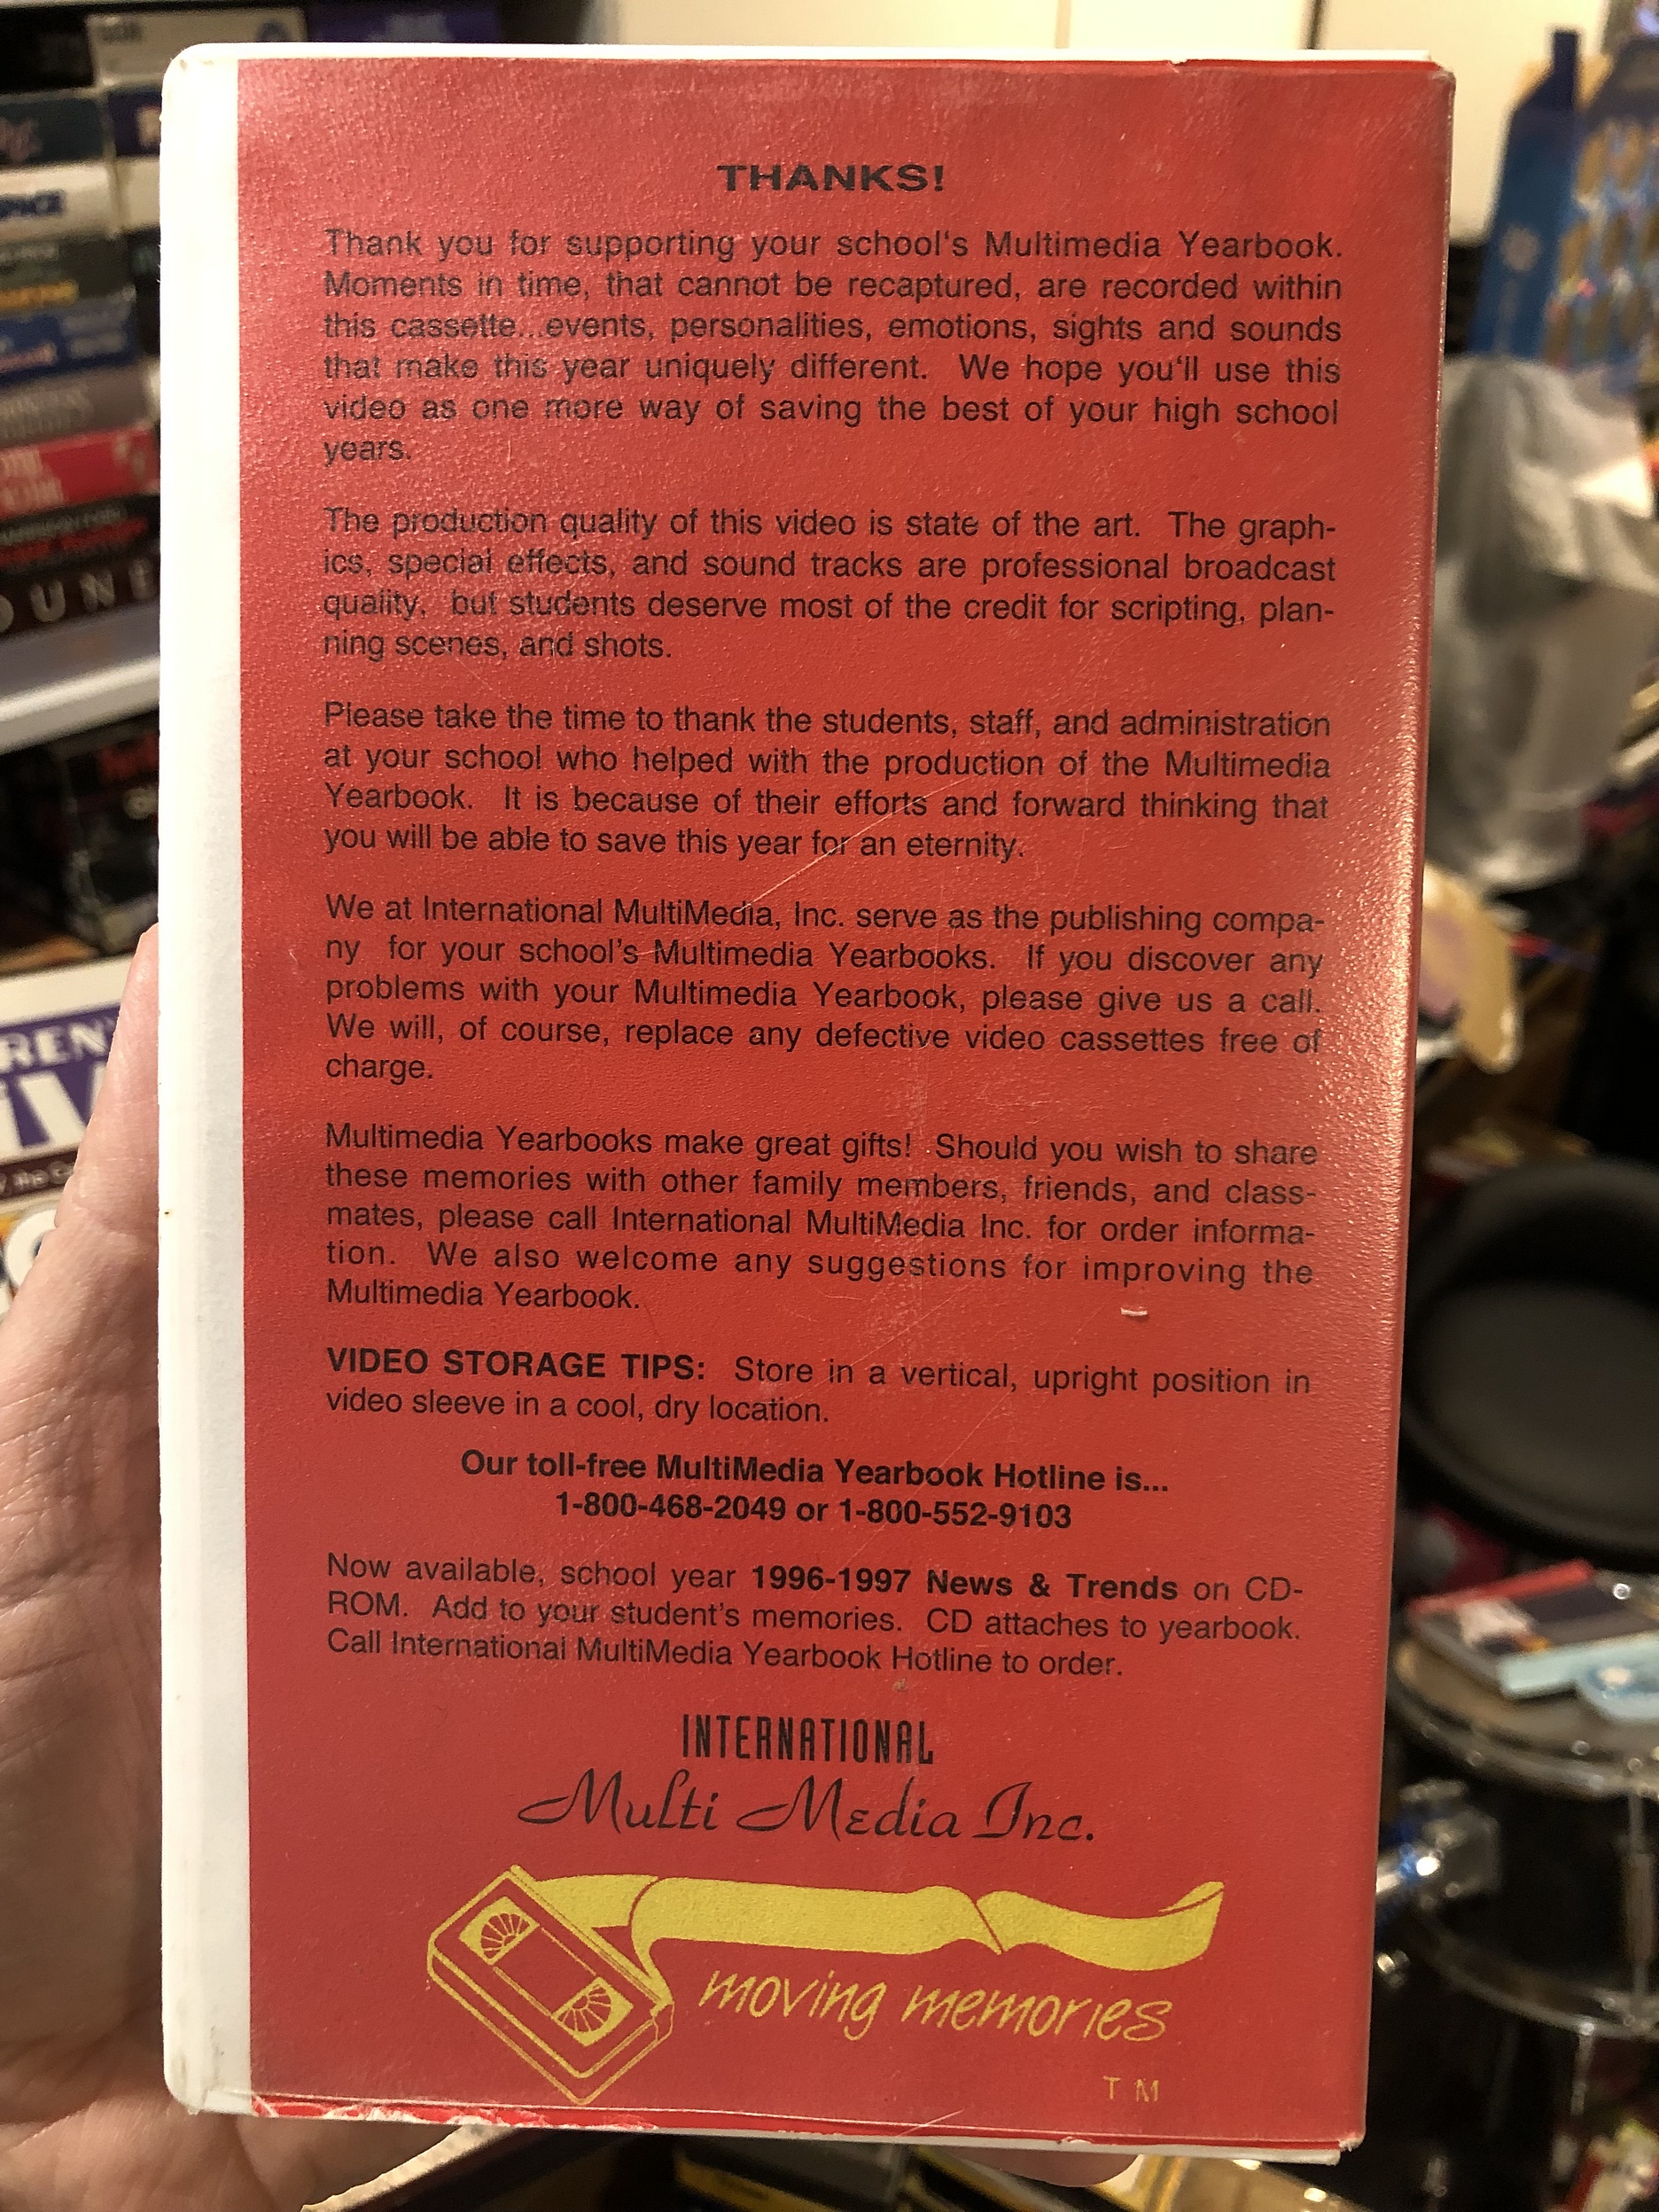 THANKS!
Thank you for supporting your school's Multimedia Yearbook.
Moments in time, that cannot be recaptured, are recorded within
this cassette...events, personalities, emotions, sights and sounds
that make this year uniquely different. We hope you'll use this
video as one more way of saving the best of your high school
years.
The production quality of this video is state of the art. The graph-
ics, special effects, and sound tracks are professional broadcast
quality, but students deserve most of the credit for scripting, plan-
ning scenes, and shots.
Please take the time to thank the students, staff, and administration
at your school who helped with the production of the Multimedia
Yearbook. It is because of their efforts and forward thinking that
you will be able to save this year for an eternity.
We at International MultiMedia, Inc. serve as the publishing compa-
ny for your school's Multimedia Yearbooks. If you discover any
problems with your Multimedia Yearbook, please give us a call.
We will, of course, replace any defective video cassettes free of
charge.
Multimedia Yearbooks make great gifts! Should you wish to share
these memories with other family members, friends, and class-
mates, please call International MultiMedia Inc. for order informa-
tion. We also welcome any suggestions for improving the
Multimedia Yearbook.
VIDEO STORAGE TIPS: Store in a vertical, upright position in
video sleeve in a cool, dry location.
Our toll-free MultiMedia Yearbook Hotline is...
1-800-468-2049 or 1-800-552-9103
Now available, school year 1996-1997 News & Trends on CD-
ROM. Add to your student's memories. CD attaches to yearbook.
Call International MultiMedia Yearbook Hotline to order.
INTERNATIONAL
Multi Media Inc.
moving memories
TM